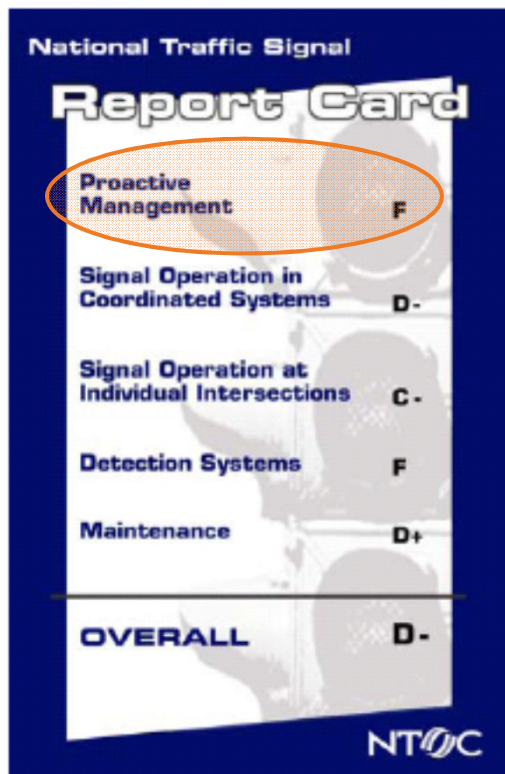 National Traffic Signal
Report Card
Proactive
Management F
Signal Operation in
Coordinated Systems D-
Signal Operation at
Individual Intersections C-
Detection Systems F
Maintenance D+
OVERALL D-
NTOC